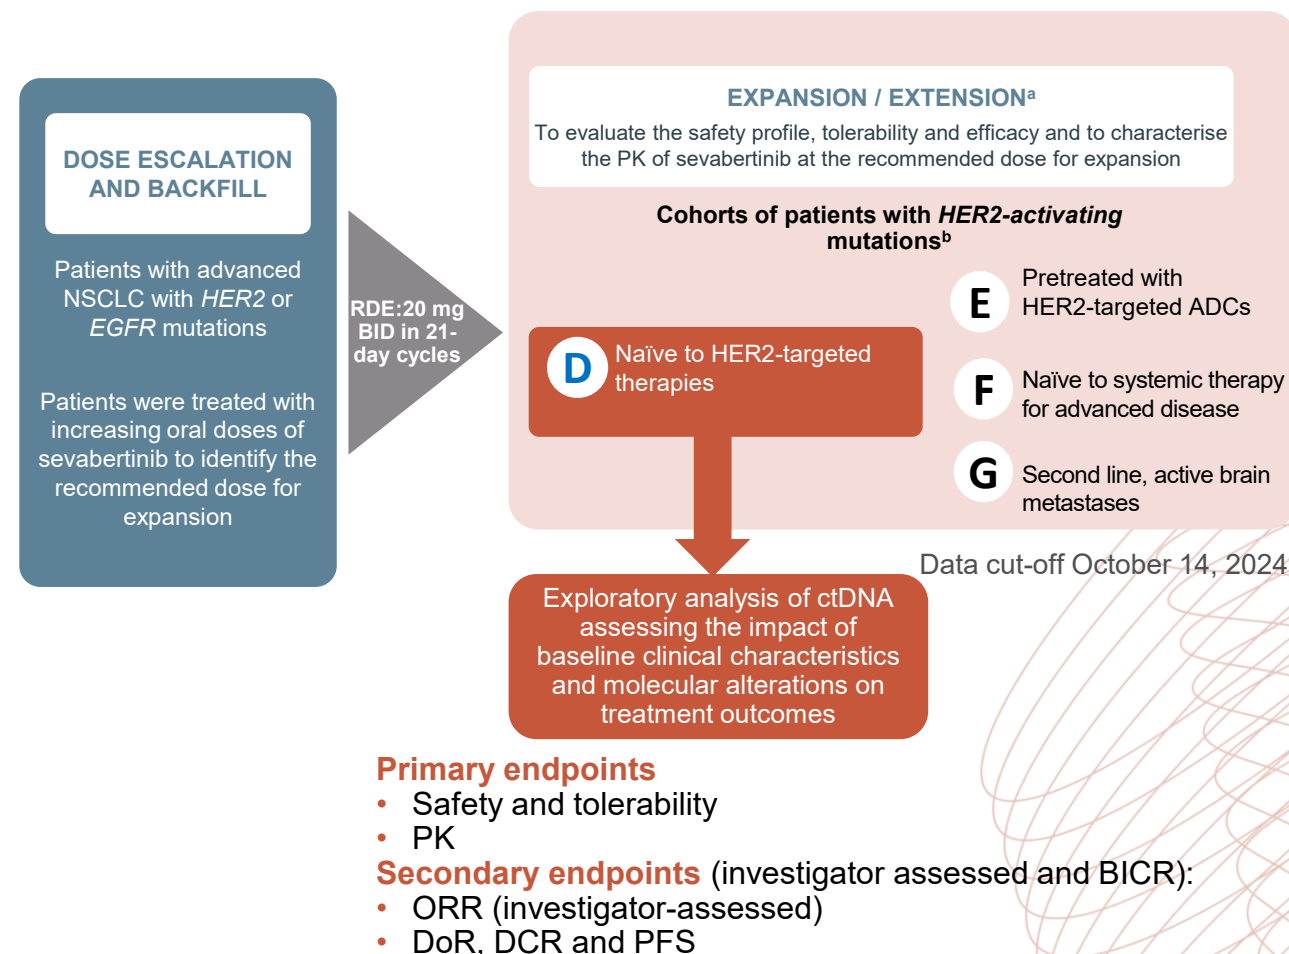 DOSE ESCALATION
AND BACKFILL
Patients with advanced
NSCLC with HER2 or
EGFR mutations
Patients were treated with
increasing oral doses of
sevabertinib to identify the
recommended dose for
expansion
RDE:20 mg
BID in 21-
day cycles
EXPANSION / EXTENSIONᵃ
To evaluate the safety profile, tolerability and efficacy and to characterise
the PK of sevabertinib at the recommended dose for expansion
Cohorts of patients with HER2-activating
mutationsᵇ
D
Naïve to HER2-targeted
therapies
E
Pretreated with
HER2-targeted ADCs
F
Naïve to systemic therapy
for advanced disease
G
Second line, active brain
metastases
Data cut-off October 14, 2024
Exploratory analysis of ctDNA
assessing the impact of
baseline clinical characteristics
and molecular alterations on
treatment outcomes
Primary endpoints
• Safety and tolerability
• PK
Secondary endpoints (investigator assessed and BICR):
• ORR (investigator-assessed)
• DoR, DCR and PFS